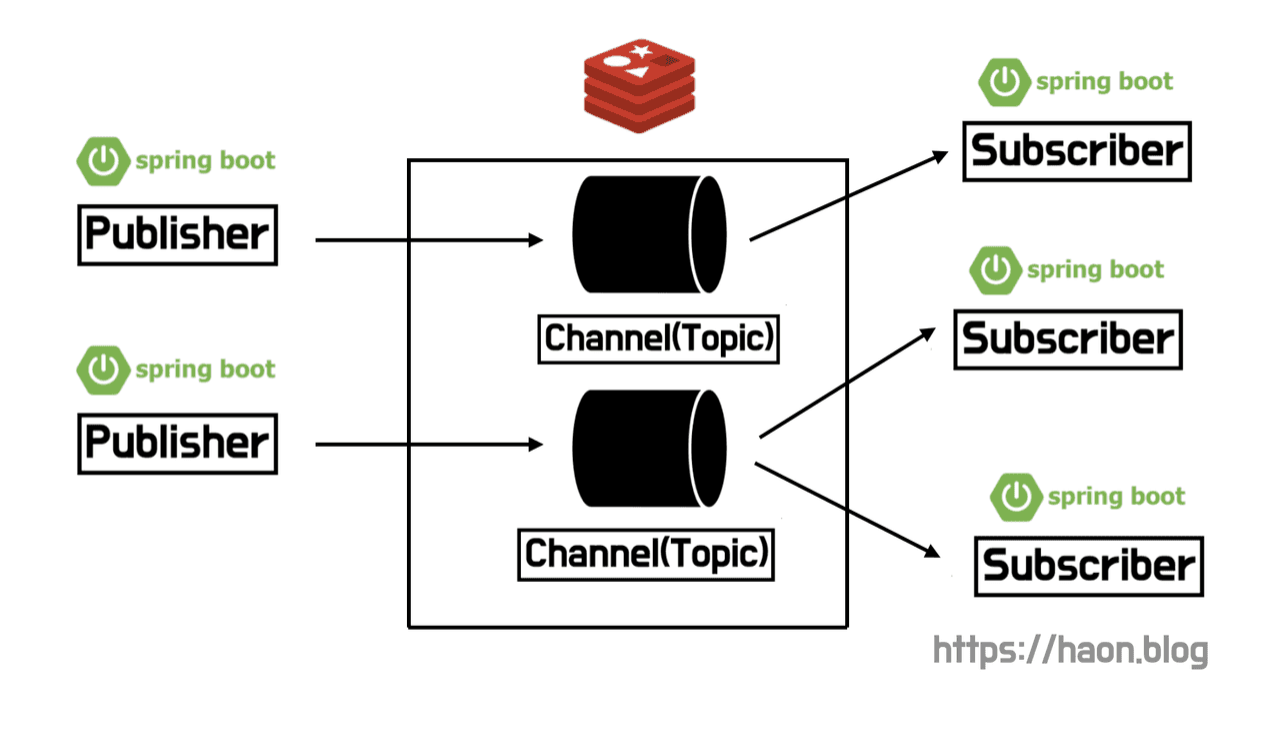 spring boot
Publisher
spring boot
Publisher
Channel(Topic)
Channel(Topic)
spring boot
Subscriber
spring boot
Subscriber
spring boot
Subscriber
https://haon.blog